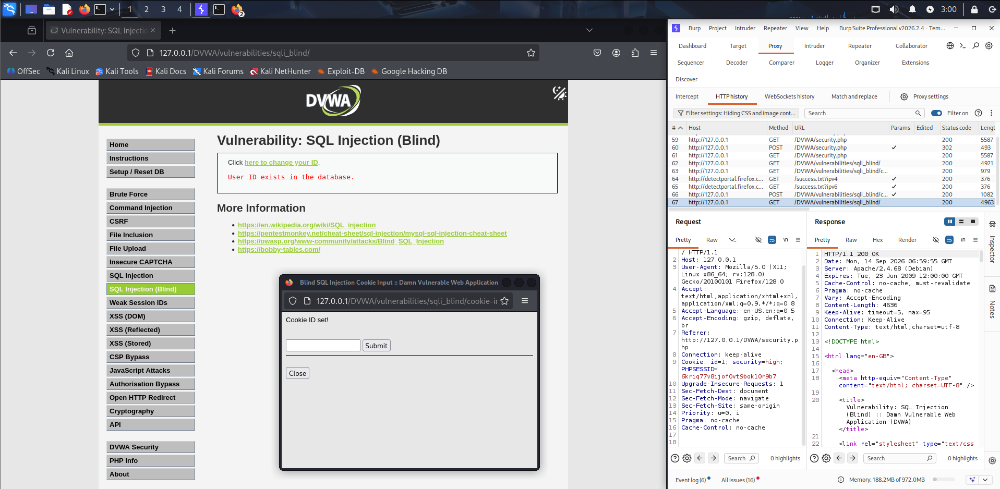 1 2 3 4
2
3:00
Vulnerability: SQL Injectio
127.0.0.1/DVWA/vulnerabilities/sqli_blind/
OffSec Kali Linux Kali Tools Kali Docs Kali Forums Kali NetHunter Exploit-DB Google Hacking DB
DVWA
Home
Instructions
Setup / Reset DB
Brute Force
Command Injection
CSRF
File Inclusion
File Upload
Insecure CAPTCHA
SQL Injection
SQL Injection (Blind)
Weak Session IDs
XSS (DOM)
XSS (Reflected)
XSS (Stored)
CSP Bypass
JavaScript Attacks
Authorisation Bypass
Open HTTP Redirect
Cryptography
API
DVWA Security
PHP Info
About
Vulnerability: SQL Injection (Blind)
Click here to change your ID.
User ID exists in the database.
More Information
https://en.wikipedia.org/wiki/SQL_injection
https://pentestmonkey.net/cheat-sheet/sql-injection/mysql-sql-injection-cheat-sheet
https://owasp.org/www-community/attacks/Blind_SQL_Injection
https://bobby-tables.com/
Blind SQL Injection Cookie Input :: Damn Vulnerable Web Application
127.0.0.1/DVWA/vulnerabilities/sqli_blind/cookie-in
Cookie ID set!
Submit
Close
Burp Project Intruder Repeater View Help Burp Suite Professional v2026.2.4 - Tem...
Dashboard Target Proxy Intruder Repeater Collaborator
Sequencer Decoder Comparer Logger Organizer Extensions
Discover
Intercept HTTP history WebSockets history Match and replace Proxy settings
Filter settings: Hiding CSS and image cont... Search Filter on
# Host Method URL Params Edited Status code Lengt
59 http://127.0.0.1 GET /DVWA/security.php 200 5587
60 http://127.0.0.1 POST /DVWA/security.php ✓ 302 493
61 http://127.0.0.1 GET /DVWA/security.php 200 5587
62 http://127.0.0.1 GET /DVWA/vulnerabilities/sqli_blind/ 200 4921
63 http://127.0.0.1 GET /DVWA/vulnerabilities/sqli_blind/c... 200 979
64 http://detectportal.firefox.c... GET /success.txt?ipv4 ✓ 200 376
65 http://detectportal.firefox.c... GET /success.txt?ipv6 ✓ 200 376
66 http://127.0.0.1 POST /DVWA/vulnerabilities/sqli_blind/c... ✓ 200 1082
67 http://127.0.0.1 GET /DVWA/vulnerabilities/sqli_blind/ 200 4963
Request
Pretty Raw \n
/ HTTP/1.1
2 Host: 127.0.0.1
3 User-Agent: Mozilla/5.0 (X11;
Linux x86_64; rv:128.0)
Gecko/20100101 Firefox/128.0
4 Accept:
text/html,application/xhtml+xml,
application/xml;q=0.9,*/*;q=0.8
5 Accept-Language: en-US,en;q=0.5
6 Accept-Encoding: gzip, deflate,
br
7 Referer:
http://127.0.0.1/DVWA/security.p
hp
8 Connection: keep-alive
9 Cookie: id=1; security=high;
PHPSESSID=
6kriq77v8ijof0vt9bok10r9b7
10 Upgrade-Insecure-Requests: 1
11 Sec-Fetch-Dest: document
12 Sec-Fetch-Mode: navigate
13 Sec-Fetch-Site: same-origin
14 Priority: u=0, i
15 Pragma: no-cache
16 Cache-Control: no-cache
17
18
Search 0 highlights
Response
Pretty Raw Hex Render \n
1 HTTP/1.1 200 OK
2 Date: Mon, 14 Sep 2026 06:59:55 GMT
3 Server: Apache/2.4.68 (Debian)
4 Expires: Tue, 23 Jun 2009 12:00:00 GMT
5 Cache-Control: no-cache, must-revalidate
6 Pragma: no-cache
7 Vary: Accept-Encoding
8 Content-Length: 4636
9 Keep-Alive: timeout=5, max=95
10 Connection: Keep-Alive
11 Content-Type: text/html;charset=utf-8
12
13 <!DOCTYPE html>
14
15 <html lang="en-GB">
16
17 <head>
18 <meta http-equiv="Content-Type"
content="text/html; charset=UTF-8" />
19
20 <title>
Vulnerability: SQL Injection
(Blind) :: Damn Vulnerable Web
Application (DVWA)
</title>
21
22 <link rel="stylesheet" type="text/css
Search 0 highlights
Inspector
Notes
Event log (6) All issues (16) Memory: 188.2MB of 972.0MB